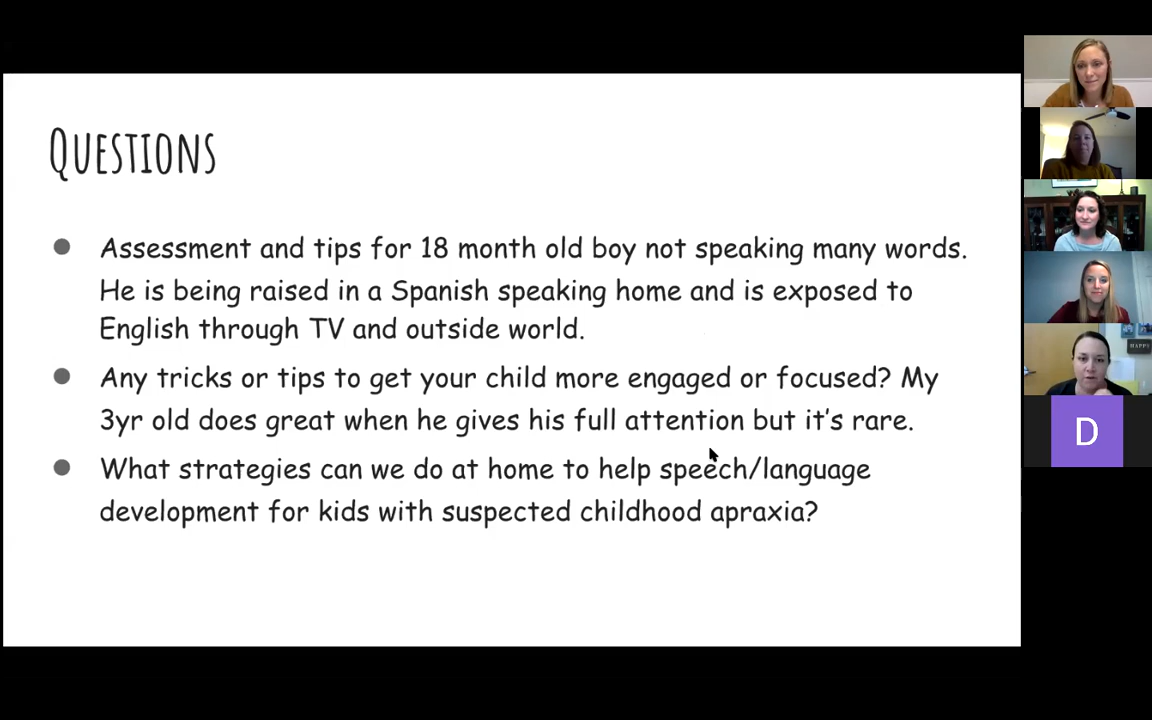 Questions
Assessment and tips for 18 month old boy not speaking many words.
He is being raised in a Spanish speaking home and is exposed to
English through TV and outside world.
Any tricks or tips to get your child more engaged or focused? My
3yr old does great when he gives his full attention but it's rare.
What strategies can we do at home to help speech/language
development for kids with suspected childhood apraxia?
HAPPY
D